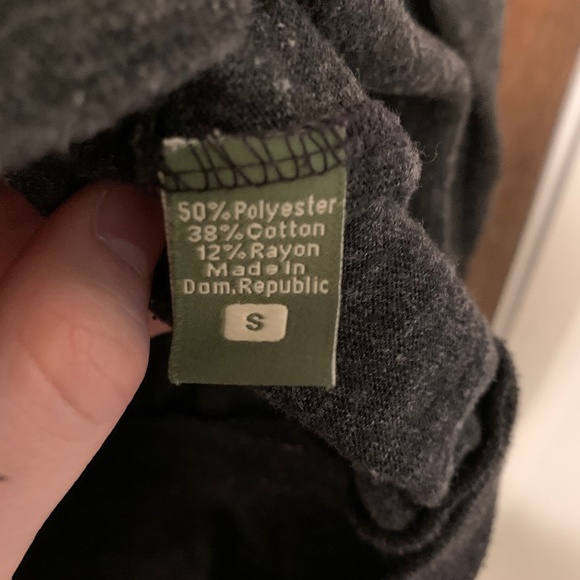 50%Polyester
38%Cotton
12%Rayon
Made in
Dom.Republic
S